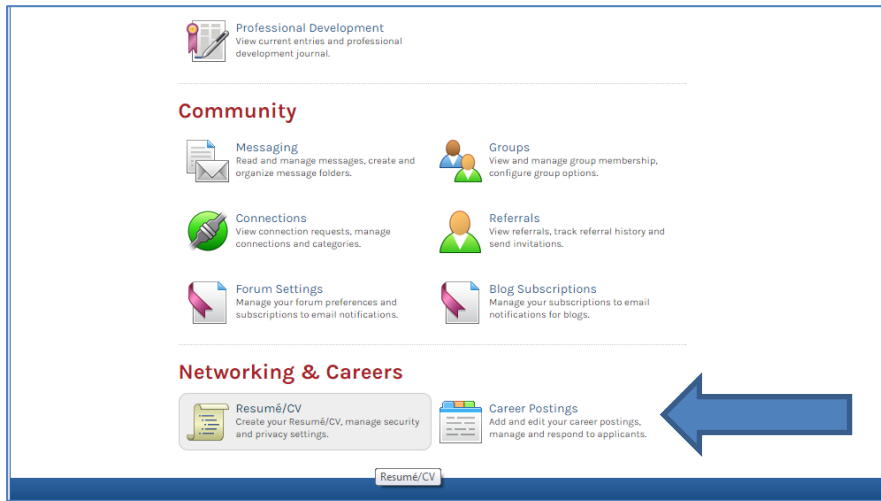 Professional Development
View current entries and professional
development journal.
Community
Messaging
Read and manage messages, create and
organize message folders.
Groups
View and manage group membership,
configure group options.
Connections
View connection requests, manage
connections and categories.
Referrals
View referrals, track referral history and
send invitations.
Forum Settings
Manage your forum preferences and
subscriptions to email notifications.
Blog Subscriptions
Manage your subscriptions to email
notifications for blogs.
Networking & Careers
Resumé/CV
Create your Resumé/CV, manage security
and privacy settings.
Career Postings
Add and edit your career postings,
manage and respond to applicants.
Resumé/CV